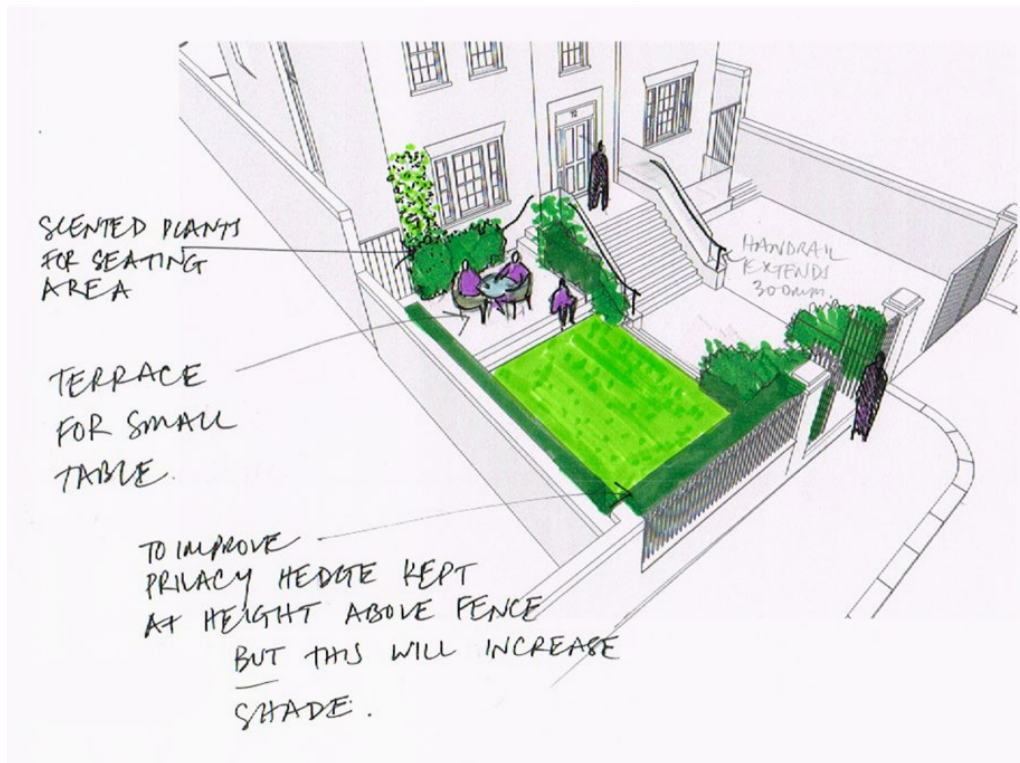 SCENTED PLANTS
FOR SEATING
AREA
HANDRAIL
EXTENDS
300mm.
TERRACE
FOR SMALL
TABLE.
TO IMPROVE
PRIVACY HEDGE KEPT
AT HEIGHT ABOVE FENCE
BUT THIS WILL INCREASE
SHADE.